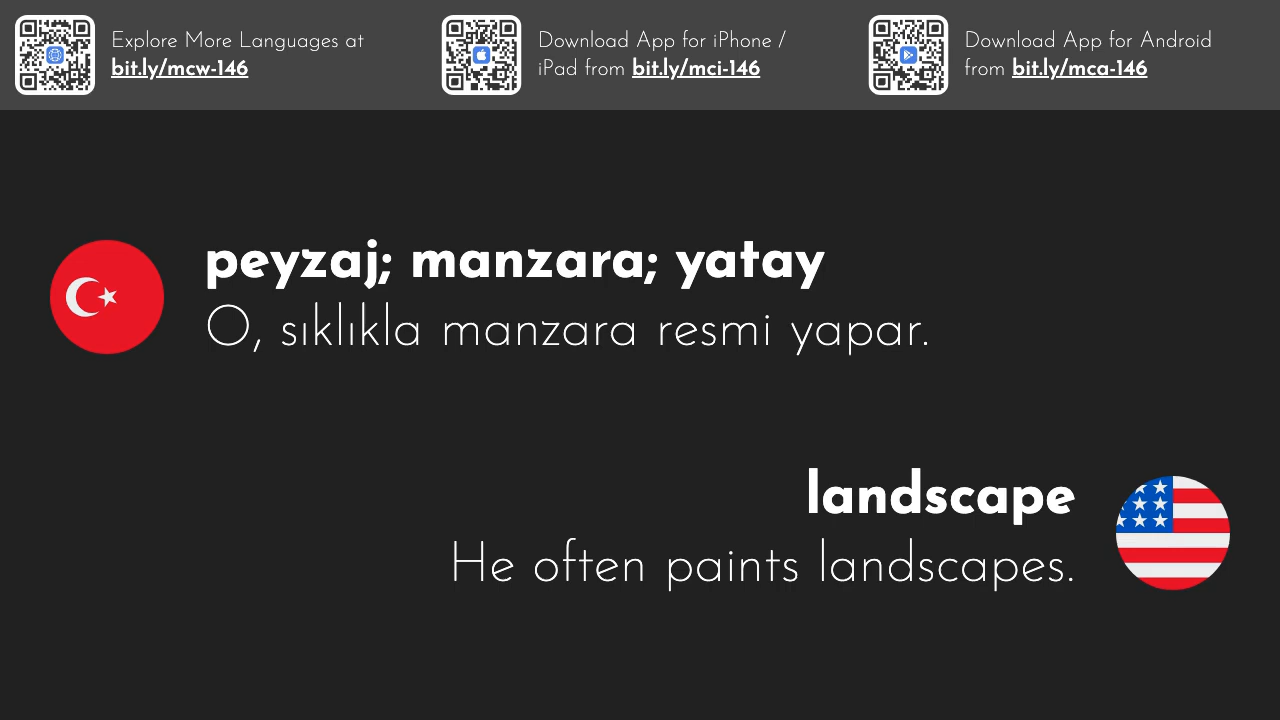 Explore More Languages at
bit.ly/mcw-146
Download App for iPhone /
iPad from bit.ly/mci-146
Download App for Android
from bit.ly/mca-146
peyzaj; manzara; yatay
O, sıklıkla manzara resmi yapar.
landscape
He often paints landscapes.